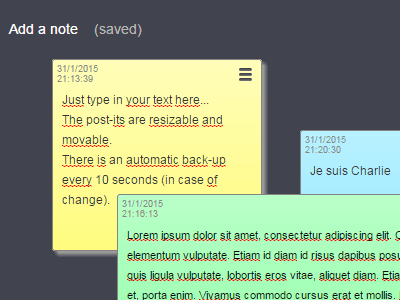 Add a note (saved)
31/1/2015
21:13:39
Just type in your text here...
The post-its are resizable and
movable.
There is an automatic back-up
every 10 seconds (in case of
change).
31/1/2015
21:20:30
Je suis Charlie
31/1/2015
21:16:13
Lorem ipsum dolor sit amet, consectetur adipiscing elit.
elementum vulputate. Etiam id diam id risus dapibus
quis ligula vulputate, lobortis eros vitae, aliquet diam.
et, porta enim. Vivamus commodo cursus erat et mollis.